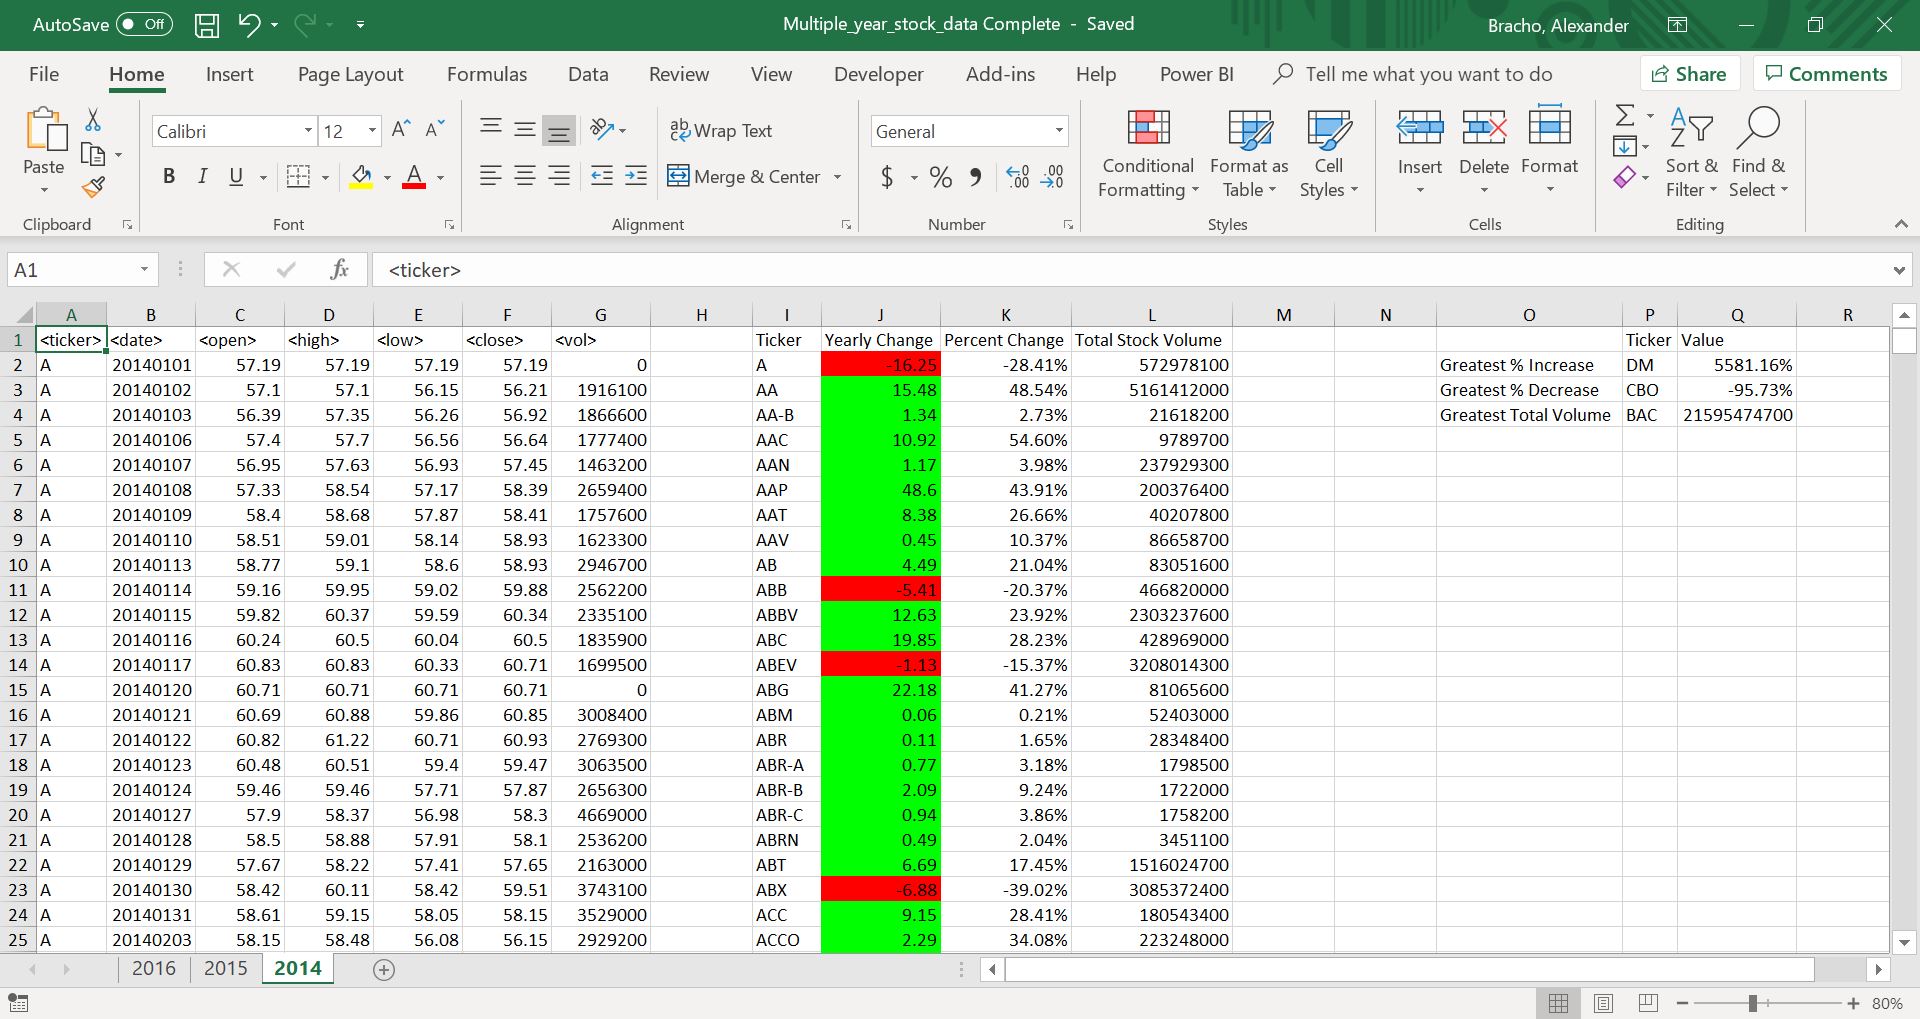 AutoSave Off Multiple_year_stock_data Complete - Saved Bracho, Alexander
File Home Insert Page Layout Formulas Data Review View Developer Add-ins Help Power BI Tell me what you want to do Share Comments
Paste
Clipboard
Calibri 12
B I U A
Font
ab Wrap Text
Merge & Center
Alignment
General
$ % , .00 .00
Number
Conditional Formatting
Format as Table
Cell Styles
Styles
Insert Delete Format
Cells
Sort & Filter
Find & Select
Editing
A1 fx <ticker>
A B C D E F G H I J K L M N O P Q R
1 <ticker> <date> <open> <high> <low> <close> <vol> Ticker Yearly Change Percent Change Total Stock Volume Ticker Value
2 A 20140101 57.19 57.19 57.19 57.19 0 A -16.25 -28.41% 572978100 Greatest % Increase DM 5581.16%
3 A 20140102 57.1 57.1 56.15 56.21 1916100 AA 15.48 48.54% 5161412000 Greatest % Decrease CBO -95.73%
4 A 20140103 56.39 57.35 56.26 56.92 1866600 AA-B 1.34 2.73% 21618200 Greatest Total Volume BAC 21595474700
5 A 20140106 57.4 57.7 56.56 56.64 1777400 AAC 10.92 54.60% 9789700
6 A 20140107 56.95 57.63 56.93 57.45 1463200 AAN 1.17 3.98% 237929300
7 A 20140108 57.33 58.54 57.17 58.39 2659400 AAP 48.6 43.91% 200376400
8 A 20140109 58.4 58.68 57.87 58.41 1757600 AAT 8.38 26.66% 40207800
9 A 20140110 58.51 59.01 58.14 58.93 1623300 AAV 0.45 10.37% 86658700
10 A 20140113 58.77 59.1 58.6 58.93 2946700 AB 4.49 21.04% 83051600
11 A 20140114 59.16 59.95 59.02 59.88 2562200 ABB -5.41 -20.37% 466820000
12 A 20140115 59.82 60.37 59.59 60.34 2335100 ABBV 12.63 23.92% 2303237600
13 A 20140116 60.24 60.5 60.04 60.5 1835900 ABC 19.85 28.23% 428969000
14 A 20140117 60.83 60.83 60.33 60.71 1699500 ABEV -1.13 -15.37% 3208014300
15 A 20140120 60.71 60.71 60.71 60.71 0 ABG 22.18 41.27% 81065600
16 A 20140121 60.69 60.88 59.86 60.85 3008400 ABM 0.06 0.21% 52403000
17 A 20140122 60.82 61.22 60.71 60.93 2769300 ABR 0.11 1.65% 28348400
18 A 20140123 60.48 60.51 59.4 59.47 3063500 ABR-A 0.77 3.18% 1798500
19 A 20140124 59.46 59.46 57.71 57.87 2656300 ABR-B 2.09 9.24% 1722000
20 A 20140127 57.9 58.37 56.98 58.3 4669000 ABR-C 0.94 3.86% 1758200
21 A 20140128 58.5 58.88 57.91 58.1 2536200 ABRN 0.49 2.04% 3451100
22 A 20140129 57.67 58.22 57.41 57.65 2163000 ABT 6.69 17.45% 1516024700
23 A 20140130 58.42 60.11 58.42 59.51 3743100 ABX -6.88 -39.02% 3085372400
24 A 20140131 58.61 59.15 58.05 58.15 3529000 ACC 9.15 28.41% 180543400
25 A 20140203 58.15 58.48 56.08 56.15 2929200 ACCO 2.29 34.08% 223248000
2016 2015 2014
80%